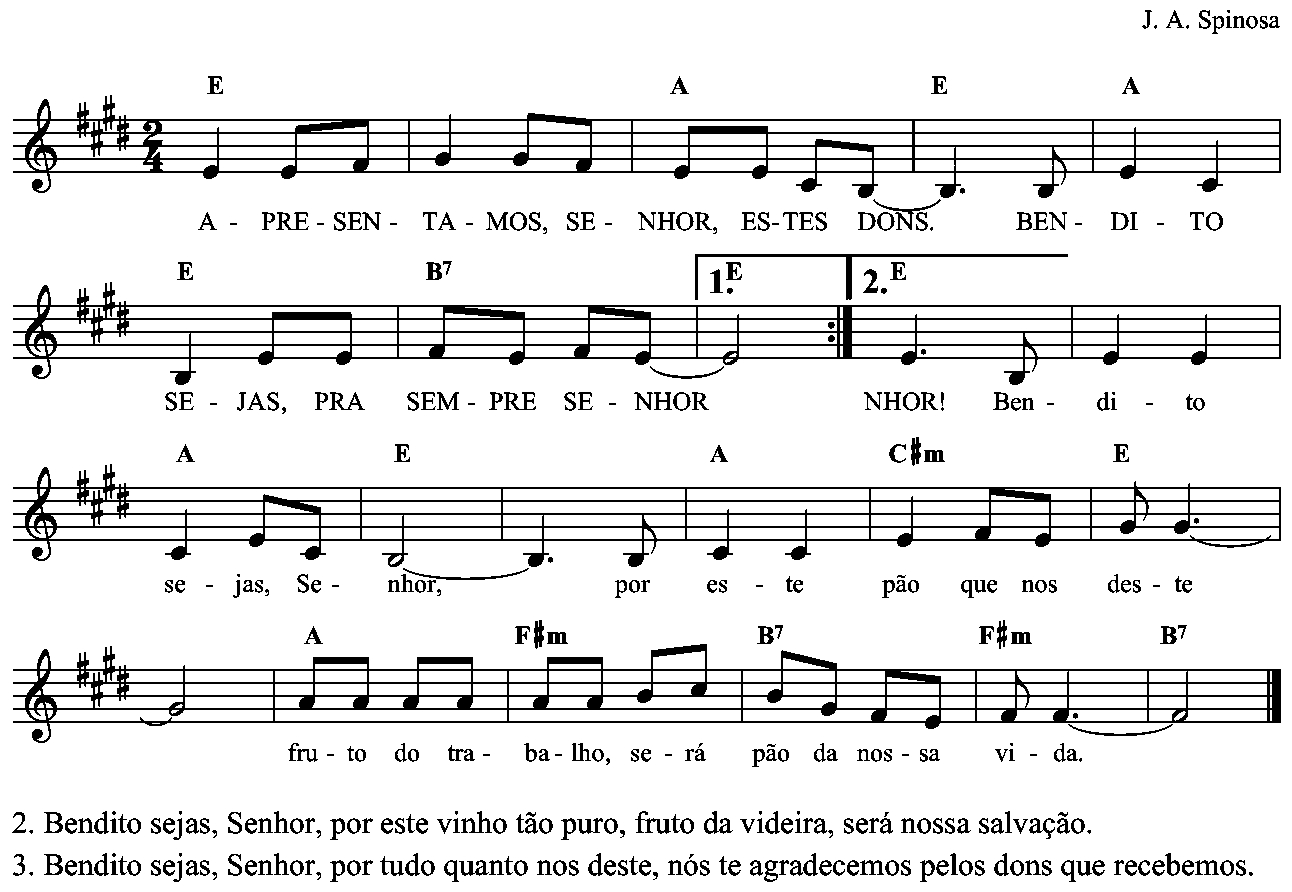 J. A. Spinosa
E A E A
2
4
A - PRE - SEN - TA - MOS, SE - NHOR, ES - TES DONS. BEN - DI - TO
E B7 1. E 2. E
SE - JAS, PRA SEM - PRE SE - NHOR NHOR! Ben - di - to
A E A C♯m E
se - jas, Se - nhor, por es - te pão que nos des - te
A F♯m B7 F♯m B7
fru - to do tra - ba - lho, se - rá pão da nos - sa vi - da.
2. Bendito sejas, Senhor, por este vinho tão puro, fruto da videira, será nossa salvação.
3. Bendito sejas, Senhor, por tudo quanto nos deste, nós te agradecemos pelos dons que recebemos.